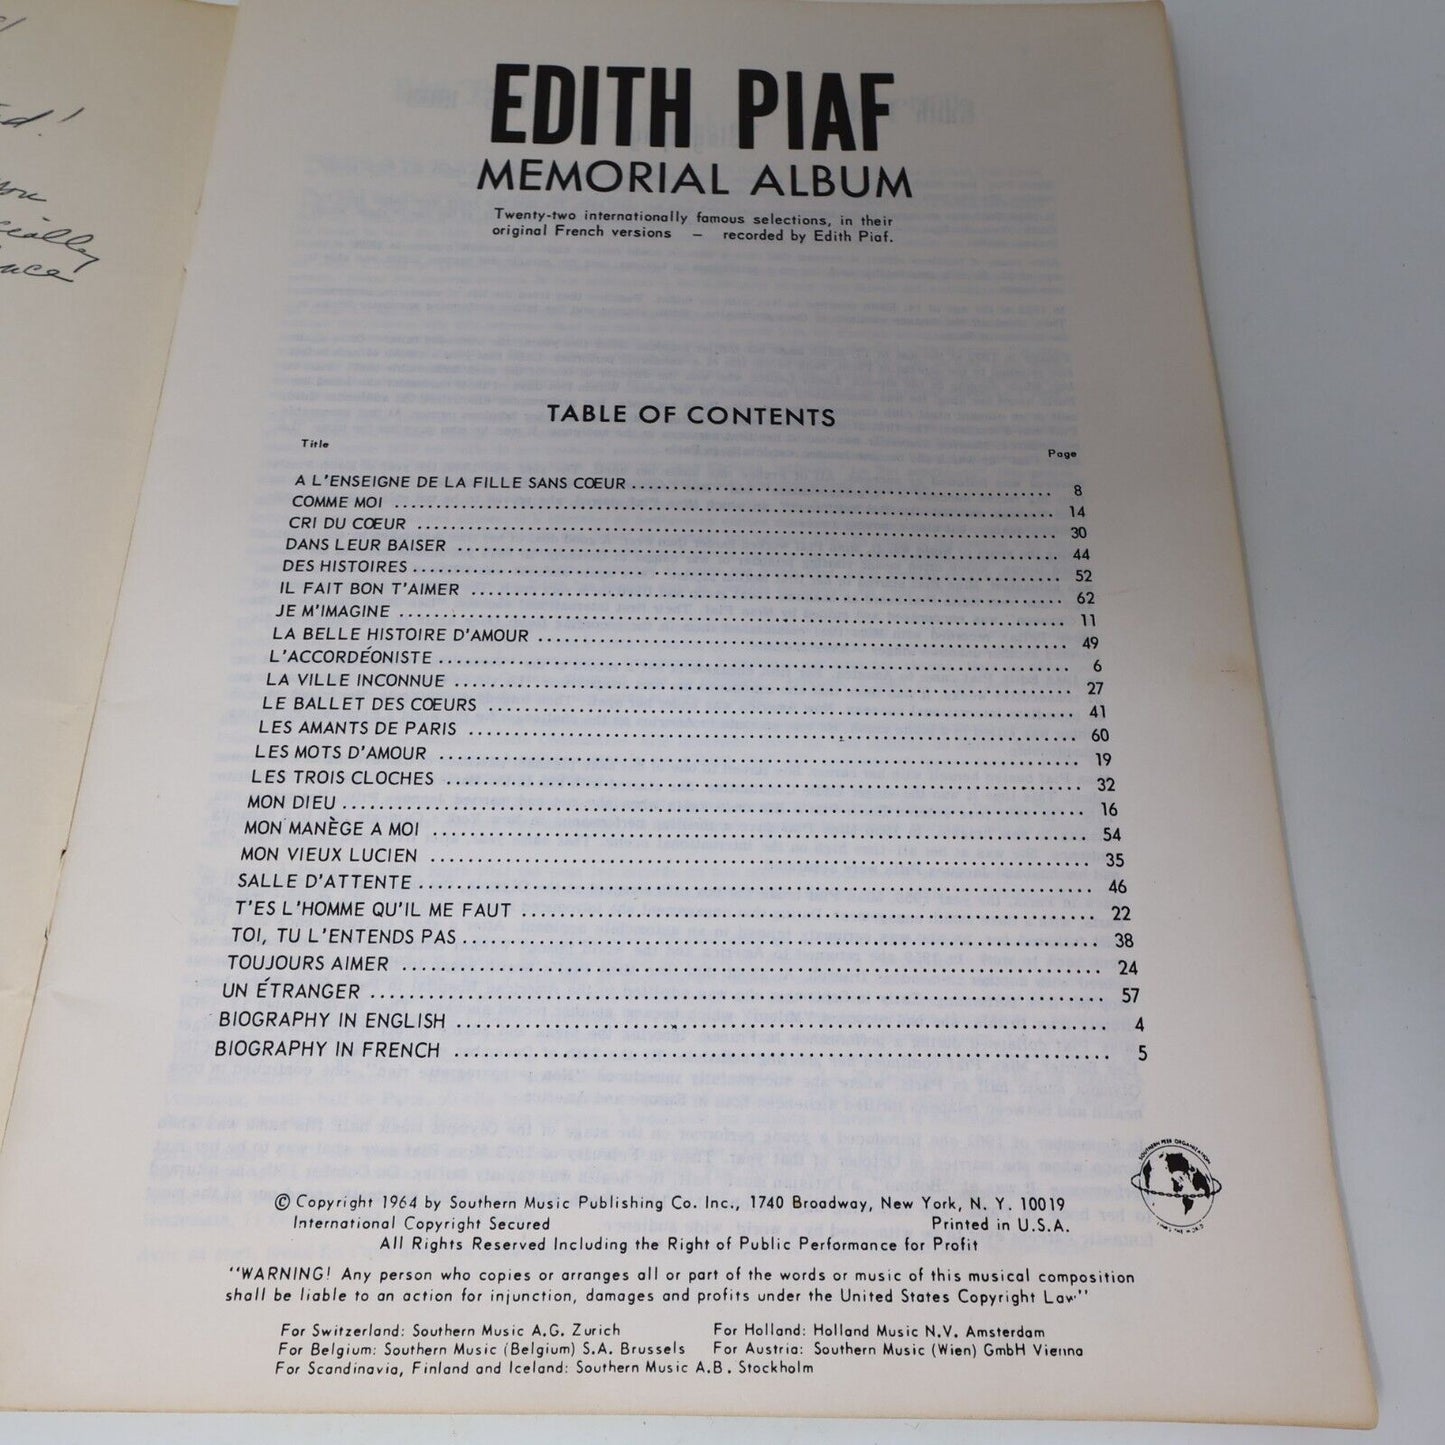 you
EDITH PIAF
MEMORIAL ALBUM
Twenty-two internationally famous selections, in their
original French versions – recorded by Edith Piaf.
TABLE OF CONTENTS
Title Page
A L'ENSEIGNE DE LA FILLE SANS CŒUR 8
COMME MOI 14
CRI DU CŒUR 30
DANS LEUR BAISER 44
DES HISTOIRES 52
IL FAIT BON T'AIMER 62
JE M'IMAGINE 11
LA BELLE HISTOIRE D'AMOUR 49
L'ACCORDÉONISTE 6
LA VILLE INCONNUE 27
LE BALLET DES CŒURS 41
LES AMANTS DE PARIS 60
LES MOTS D'AMOUR 19
LES TROIS CLOCHES 32
MON DIEU 16
MON MANÈGE A MOI 54
MON VIEUX LUCIEN 35
SALLE D'ATTENTE 46
T'ES L'HOMME QU'IL ME FAUT 22
TOI, TU L'ENTENDS PAS 38
TOUJOURS AIMER 24
UN ÉTRANGER 57
BIOGRAPHY IN ENGLISH 4
BIOGRAPHY IN FRENCH 5
SOUTHERN PEER ORGANIZATION
© Copyright 1964 by Southern Music Publishing Co. Inc., 1740 Broadway, New York, N. Y. 10019
International Copyright Secured Printed in U.S.A.
All Rights Reserved Including the Right of Public Performance for Profit
"WARNING! Any person who copies or arranges all or part of the words or music of this musical composition
shall be liable to an action for injunction, damages and profits under the United States Copyright Law"
For Switzerland: Southern Music A.G. Zurich For Holland: Holland Music N.V. Amsterdam
For Belgium: Southern Music (Belgium) S.A. Brussels For Austria: Southern Music (Wien) GmbH Vienna
For Scandinavia, Finland and Iceland: Southern Music A.B. Stockholm